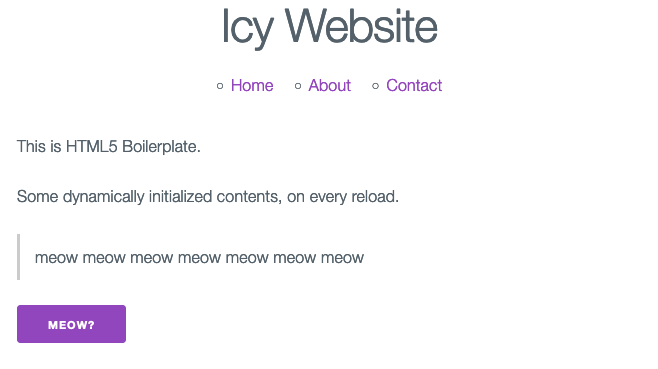 Icy Website
Home About Contact
This is HTML5 Boilerplate.
Some dynamically initialized contents, on every reload.
meow meow meow meow meow meow meow
MEOW?